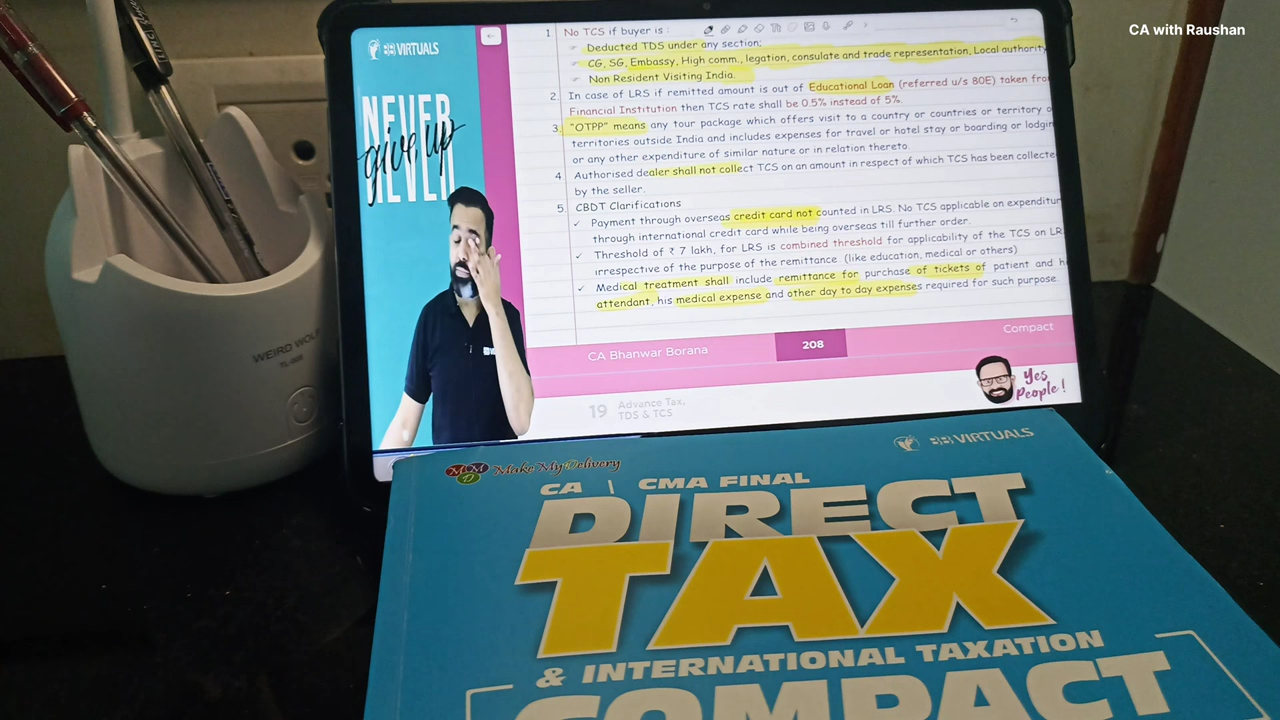 CA with Raushan
BB VIRTUALS
NEVER
give up
NEVER
1. No TCS if buyer is :
☞ Deducted TDS under any section;
☞ CG, SG, Embassy, High comm., legation, consulate and trade representation, Local authority
☞ Non Resident Visiting India.
2. In case of LRS if remitted amount is out of Educational Loan (referred u/s 80E) taken from
Financial Institution then TCS rate shall be 0.5% instead of 5%.
3. "OTPP" means any tour package which offers visit to a country or countries or territory o
territories outside India and includes expenses for travel or hotel stay or boarding or lodgin
or any other expenditure of similar nature or in relation thereto.
4 Authorised dealer shall not collect TCS on an amount in respect of which TCS has been collecte
by the seller.
5. CBDT Clarifications
✓ Payment through overseas credit card not counted in LRS. No TCS applicable on expenditur
through international credit card while being overseas till further order.
✓ Threshold of ₹ 7 lakh, for LRS is combined threshold for applicability of the TCS on LR
irrespective of the purpose of the remittance (like education, medical or others)
✓ Medical treatment shall include remittance for purchase of tickets of patient and h
attendant, his medical expense and other day to day expenses required for such purpose.
CA Bhanwar Borana
208
Compact
19 Advance Tax,
TDS & TCS
Yes
People !
WEIRD WOL
MMD MakeMyDelivery
BB VIRTUALS
CA | CMA FINAL
DIRECT
TAX
& INTERNATIONAL TAXATION
COMPACT